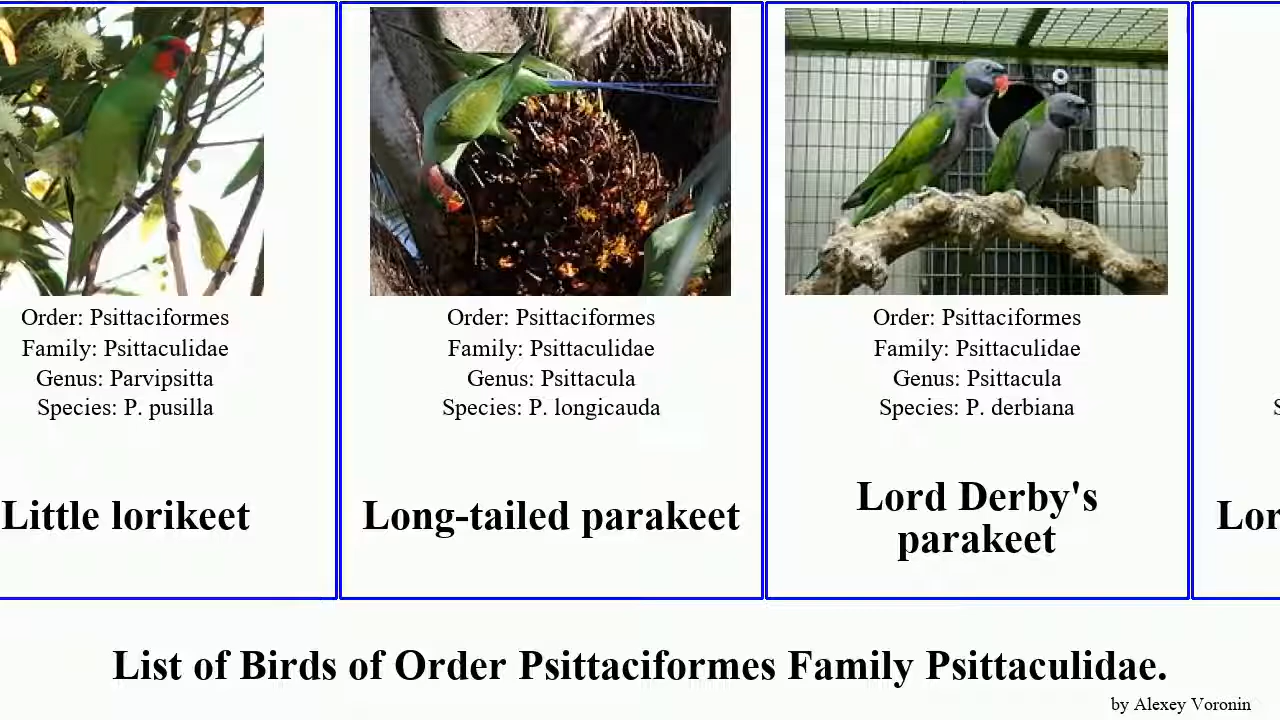 Order: Psittaciformes
Family: Psittaculidae
Genus: Parvipsitta
Species: P. pusilla
Little lorikeet
Order: Psittaciformes
Family: Psittaculidae
Genus: Psittacula
Species: P. longicauda
Long-tailed parakeet
Order: Psittaciformes
Family: Psittaculidae
Genus: Psittacula
Species: P. derbiana
Lord Derby's
parakeet
List of Birds of Order Psittaciformes Family Psittaculidae.
by Alexey Voronin